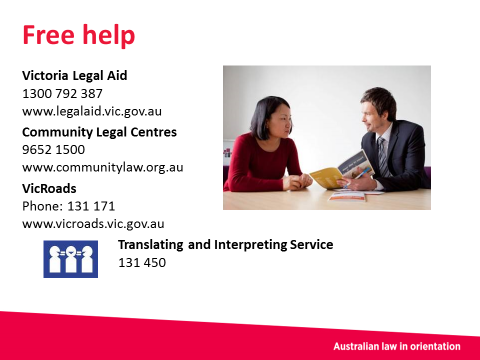 Free help
Victoria Legal Aid
1300 792 387
www.legalaid.vic.gov.au
Community Legal Centres
9652 1500
www.communitylaw.org.au
VicRoads
Phone: 131 171
www.vicroads.vic.gov.au
Translating and Interpreting Service
131 450
Australian law in orientation